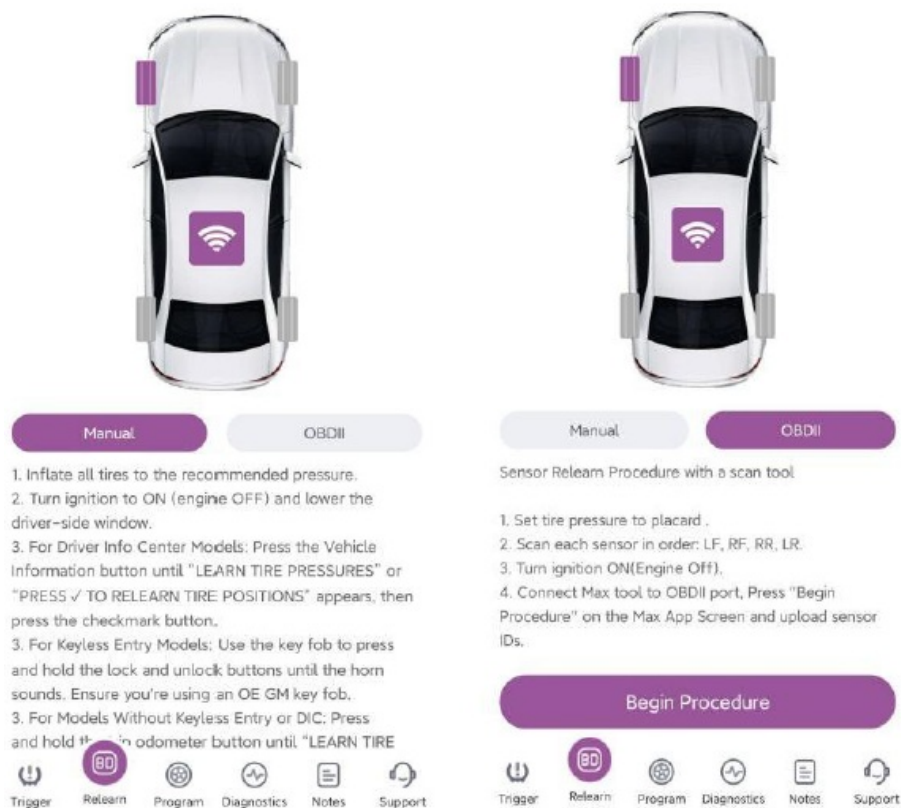 Manual
OBDII
1. Inflate all tires to the recommended pressure.
2. Turn ignition to ON (engine OFF) and lower the
driver-side window.
3. For Driver Info Center Models: Press the Vehicle
Information button until "LEARN TIRE PRESSURES" or
"PRESS ✓ TO RELEARN TIRE POSITIONS" appears, then
press the checkmark button.
3. For Keyless Entry Models: Use the key fob to press
and hold the lock and unlock buttons until the horn
sounds. Ensure you're using an OE GM key fob.
3. For Models Without Keyless Entry or DIC: Press
and hold odometer button until "LEARN TIRE
BD
Trigger
Relearn
Program
Diagnostics
Notes
Support
Manual
OBDII
Sensor Relearn Procedure with a scan tool
1. Set tire pressure to placard .
2. Scan each sensor in order: LF, RF, RR, LR.
3. Turn ignition ON(Engine Off).
4. Connect Max tool to OBDII port, Press "Begin
Procedure" on the Max App Screen and upload sensor
IDs.
Begin Procedure
BD
Trigger
Relearn
Program
Diagnostics
Notes
Support